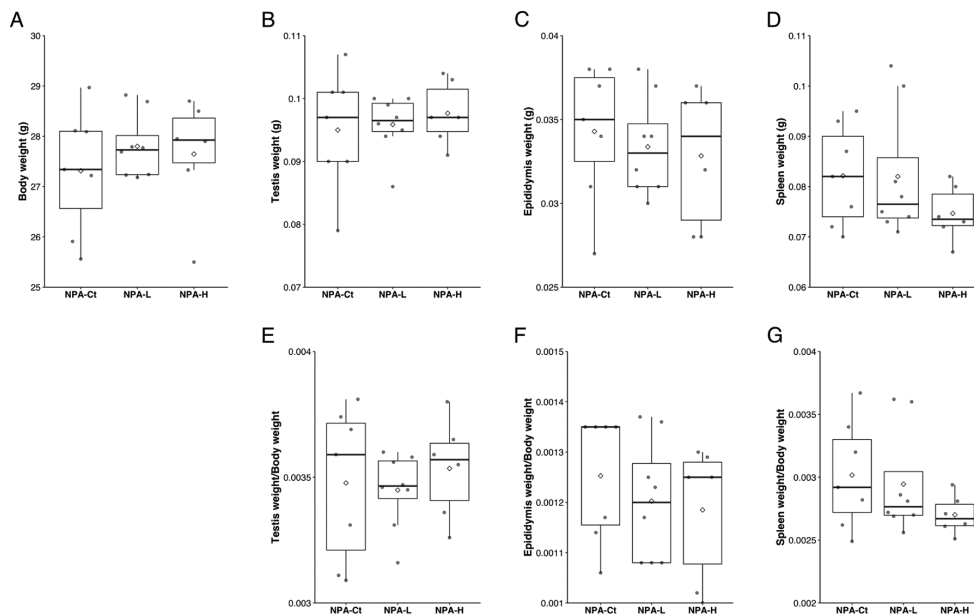 A
Body weight (g)
30
29
28
27
26
25
NPA-Ct NPA-L NPA-H
B
Testis weight (g)
0.11
0.1
0.09
0.08
0.07
NPA-Ct NPA-L NPA-H
C
Epididymis weight (g)
0.04
0.035
0.03
0.025
NPA-Ct NPA-L NPA-H
D
Spleen weight (g)
0.11
0.1
0.09
0.08
0.07
0.06
NPA-Ct NPA-L NPA-H
E
Testis weight/Body weight
0.004
0.0035
0.003
NPA-Ct NPA-L NPA-H
F
Epididymis weight/Body weight
0.0015
0.0014
0.0013
0.0012
0.0011
0.001
NPA-Ct NPA-L NPA-H
G
Spleen weight/Body weight
0.004
0.0035
0.003
0.0025
0.002
NPA-Ct NPA-L NPA-H